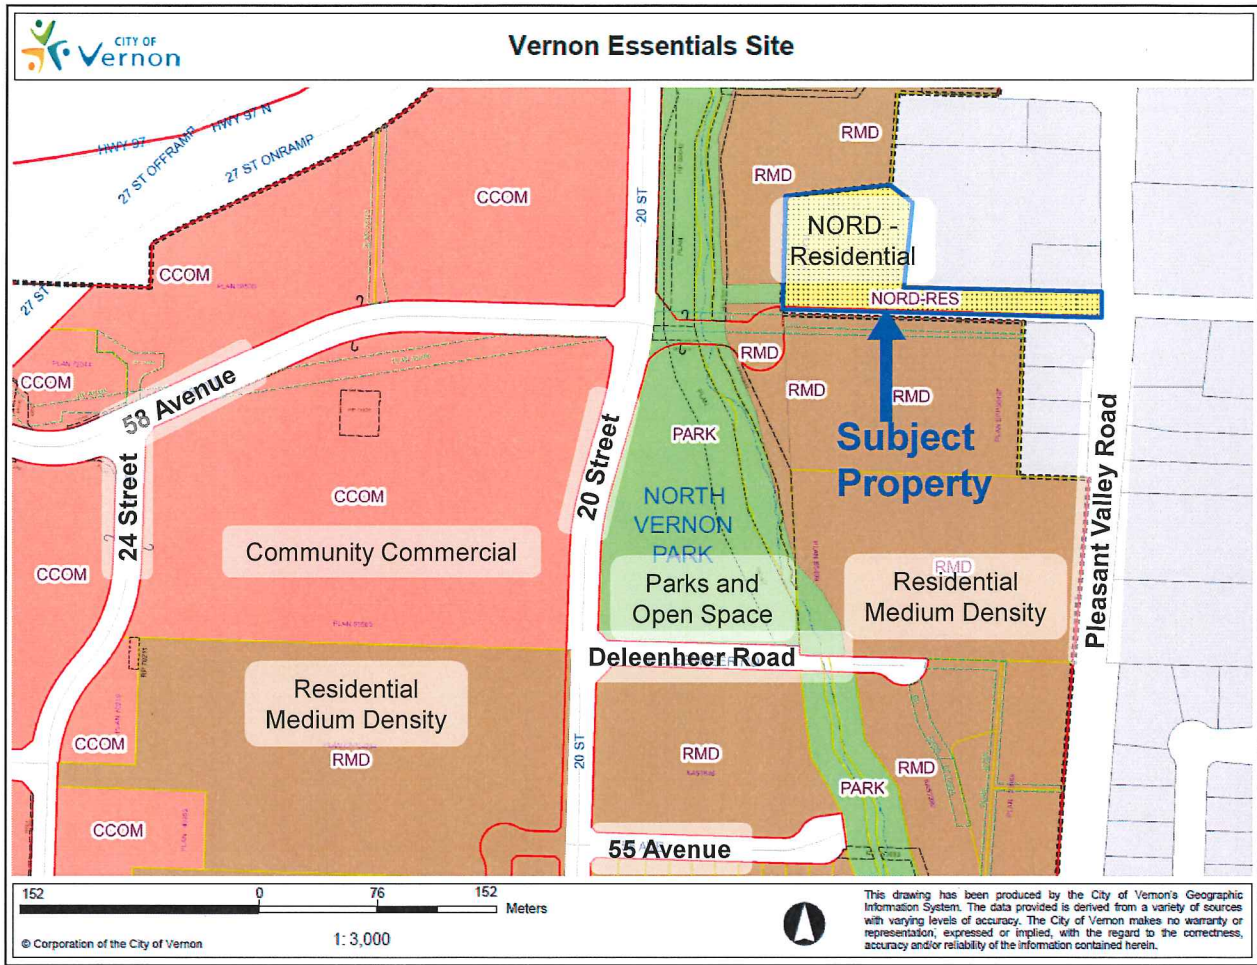 CITY OF
Vernon
Vernon Essentials Site
HWY 97
HWY 97 N
27 ST OFFRAMP
27 ST ONRAMP
CCOM
20 ST
RMD
RMD
NORD -
Residential
NORD-RES
CCOM
27 ST
CCOM
58 Avenue
RMD
RMD
RMD
Subject
Property
PARK
NORTH
VERNON
PARK
20 Street
24 Street
CCOM
Community Commercial
CCOM
Parks and
Open Space
RMD
Residential
Medium Density
Pleasant Valley Road
Deleenheer Road
Residential
Medium Density
RMD
CCOM
20 ST
RMD
RMD
PARK
CCOM
55 Avenue
152
0
76
152
Meters
1: 3,000
© Corporation of the City of Vernon
This drawing has been produced by the City of Vernon's Geographic
Information System. The data provided is derived from a variety of sources
with varying levels of accuracy. The City of Vernon makes no warranty or
representation, expressed or implied, with the regard to the correctness,
accuracy and/or reliability of the information contained herein.